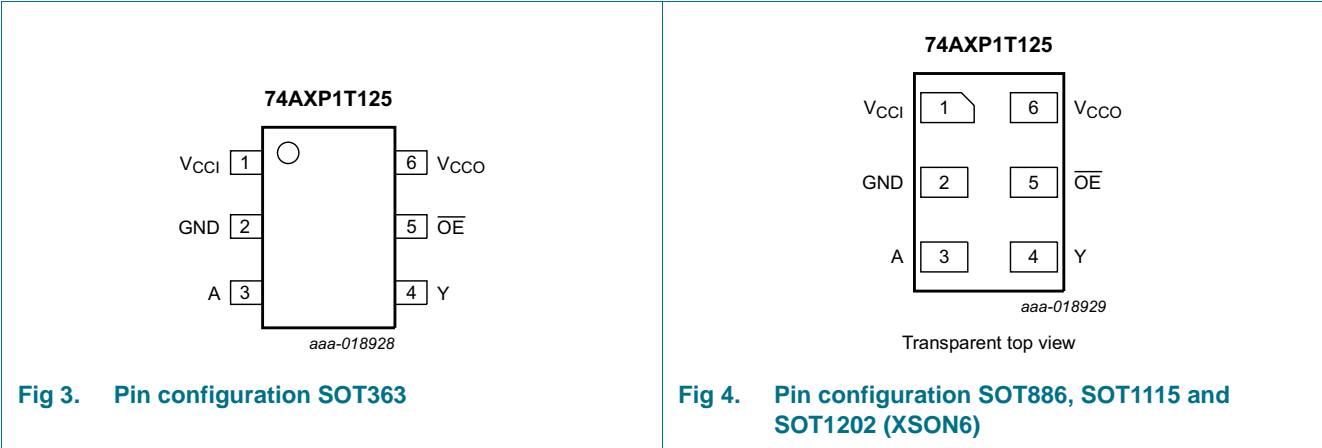 74AXP1T125
VCCI 1 6 VCCO
GND 2 5 OE
A 3 4 Y
aaa-018928
Fig 3. Pin configuration SOT363
74AXP1T125
VCCI 1 6 VCCO
GND 2 5 OE
A 3 4 Y
aaa-018929
Transparent top view
Fig 4. Pin configuration SOT886, SOT1115 and
SOT1202 (XSON6)